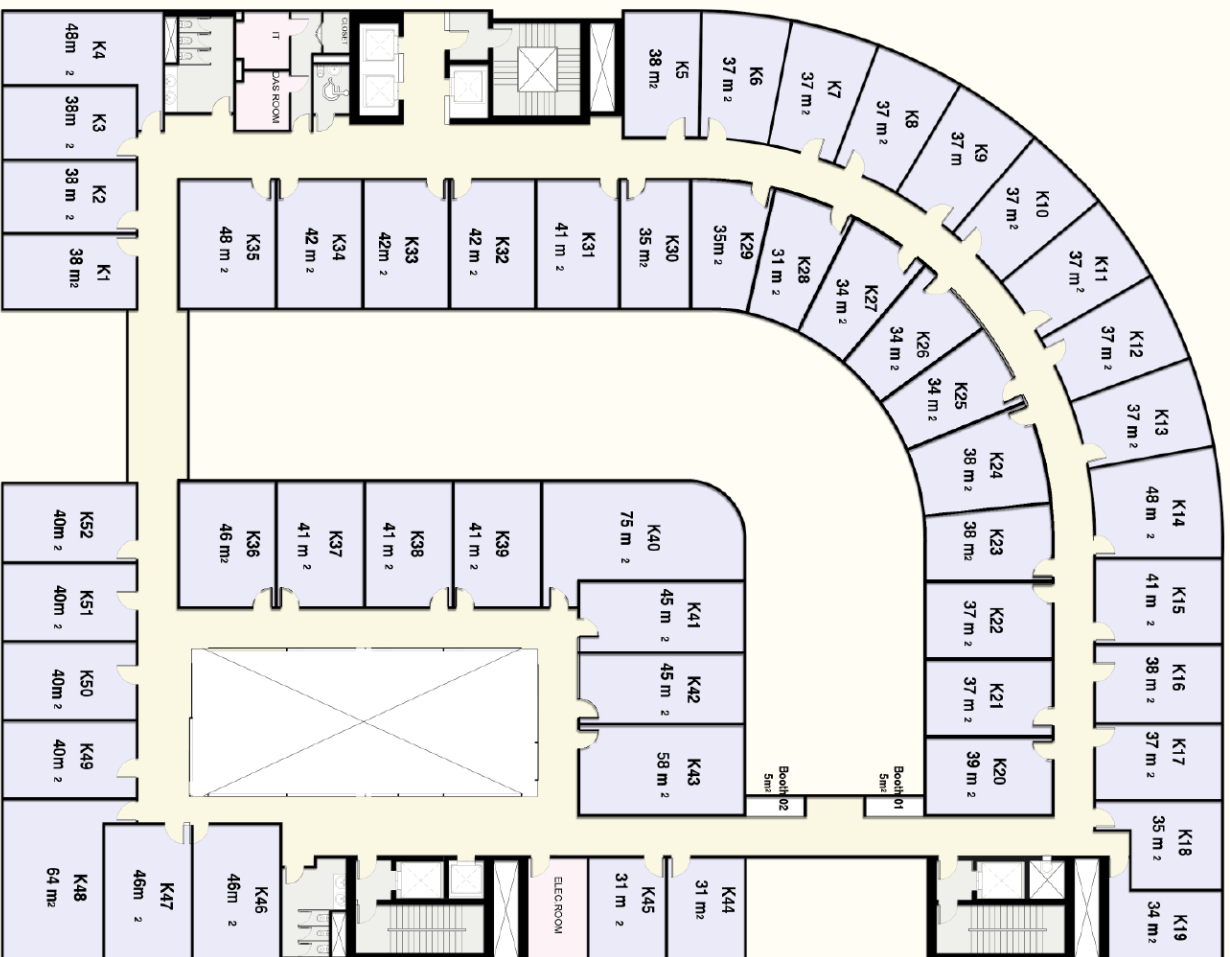 K4
48m 2
K3
38m 2
K2
38 m 2
K1
38 m2
IT
DAS ROOM
CLOSET
K5
38 m2
K6
37 m 2
K7
37 m 2
K8
37 m 2
K9
37 m
K10
37 m2
K11
37 m2
K12
37 m 2
K13
37 m 2
K14
48 m 2
K15
41 m 2
K16
38 m 2
K17
37 m 2
K18
35 m 2
K19
34 m 2
K35
48 m 2
K34
42 m 2
K33
42m 2
K32
42 m 2
K31
41 m 2
K30
35 m2
K29
35m 2
K28
31 m 2
K27
34 m 2
K26
34 m 2
K25
34 m 2
K24
38 m 2
K23
38 m2
K22
37 m 2
K21
37 m 2
K20
39 m 2
K52
40m 2
K51
40m 2
K50
40m 2
K49
40m 2
K48
64 m2
K36
46 m2
K37
41 m 2
K38
41 m 2
K39
41 m 2
K40
75 m 2
K41
45 m 2
K42
45 m 2
K43
58 m 2
Booth 02
5m2
Booth 01
5m2
K47
46m 2
K46
46m 2
ELEC.ROOM
K45
31 m 2
K44
31 m2